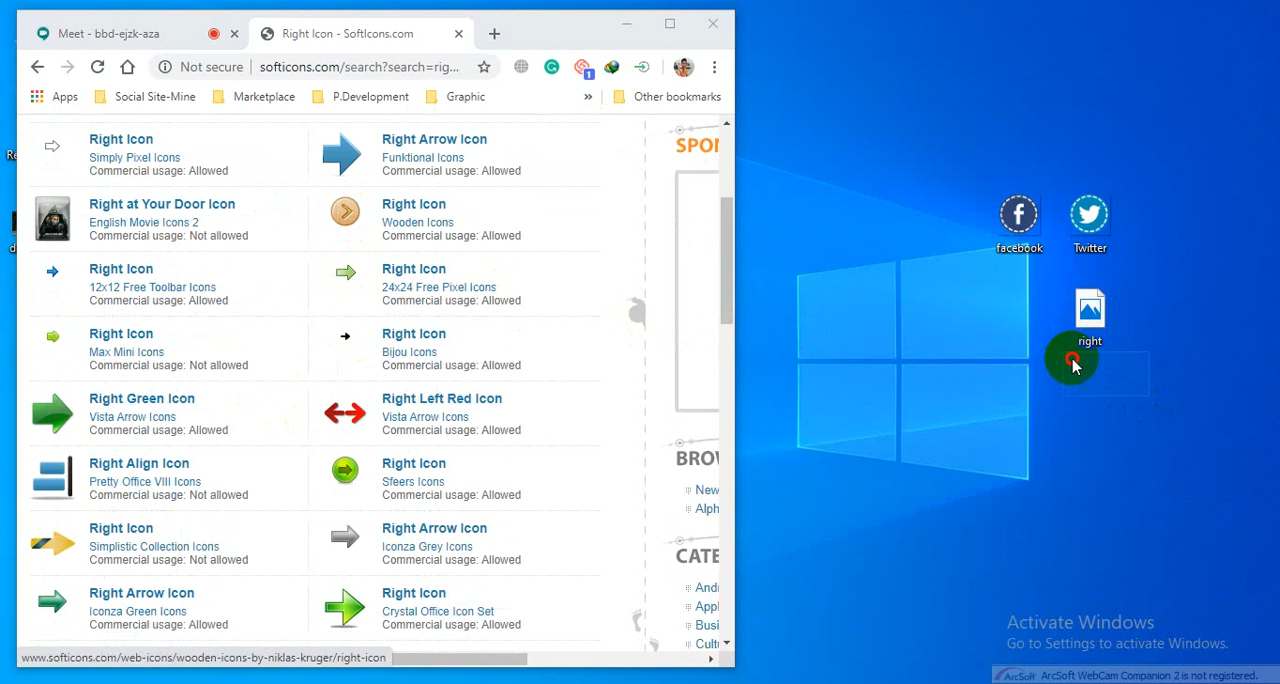 Meet - bbd-ejzk-aza
Right Icon - SoftIcons.com
Not secure
softicons.com/search?search=rig...
1
Apps
Social Site-Mine
Marketplace
P.Development
Graphic
»
Other bookmarks
Right Icon
Simply Pixel Icons
Commercial usage: Allowed
Right Arrow Icon
Funktional Icons
Commercial usage: Allowed
Right at Your Door Icon
English Movie Icons 2
Commercial usage: Not allowed
Right Icon
Wooden Icons
Commercial usage: Allowed
Right Icon
12x12 Free Toolbar Icons
Commercial usage: Allowed
Right Icon
24x24 Free Pixel Icons
Commercial usage: Allowed
Right Icon
Max Mini Icons
Commercial usage: Not allowed
Right Icon
Bijou Icons
Commercial usage: Allowed
Right Green Icon
Vista Arrow Icons
Commercial usage: Allowed
Right Left Red Icon
Vista Arrow Icons
Commercial usage: Allowed
Right Align Icon
Pretty Office VIII Icons
Commercial usage: Not allowed
Right Icon
Sfeers Icons
Commercial usage: Allowed
Right Icon
Simplistic Collection Icons
Commercial usage: Not allowed
Right Arrow Icon
Iconza Grey Icons
Commercial usage: Allowed
Right Arrow Icon
Iconza Green Icons
Commercial usage: Allowed
Right Icon
Crystal Office Icon Set
Commercial usage: Allowed
SPON
BROW
New
Alph
CATE
Andr
Appl
Busi
Cult
www.softicons.com/web-icons/wooden-icons-by-niklas-kruger/right-icon
Re
d
facebook
Twitter
right
Activate Windows
Go to Settings to activate Windows.
ArcSoft ArcSoft WebCam Companion 2 is not registered.